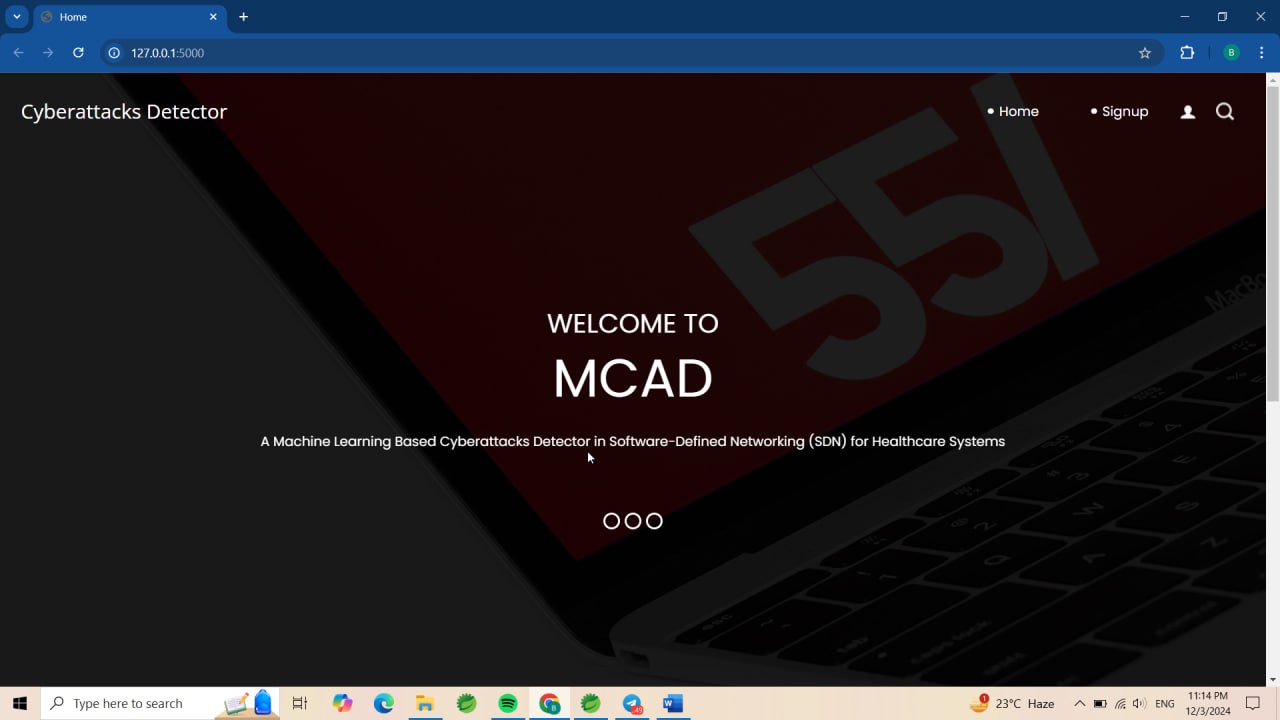 Home
127.0.0.1:5000
B
Cyberattacks Detector
Home
Signup
55/
MacBo
WELCOME TO
MCAD
A Machine Learning Based Cyberattacks Detector in Software-Defined Networking (SDN) for Healthcare Systems
Type here to search
23°C Haze
ENG
11:14 PM
12/3/2024